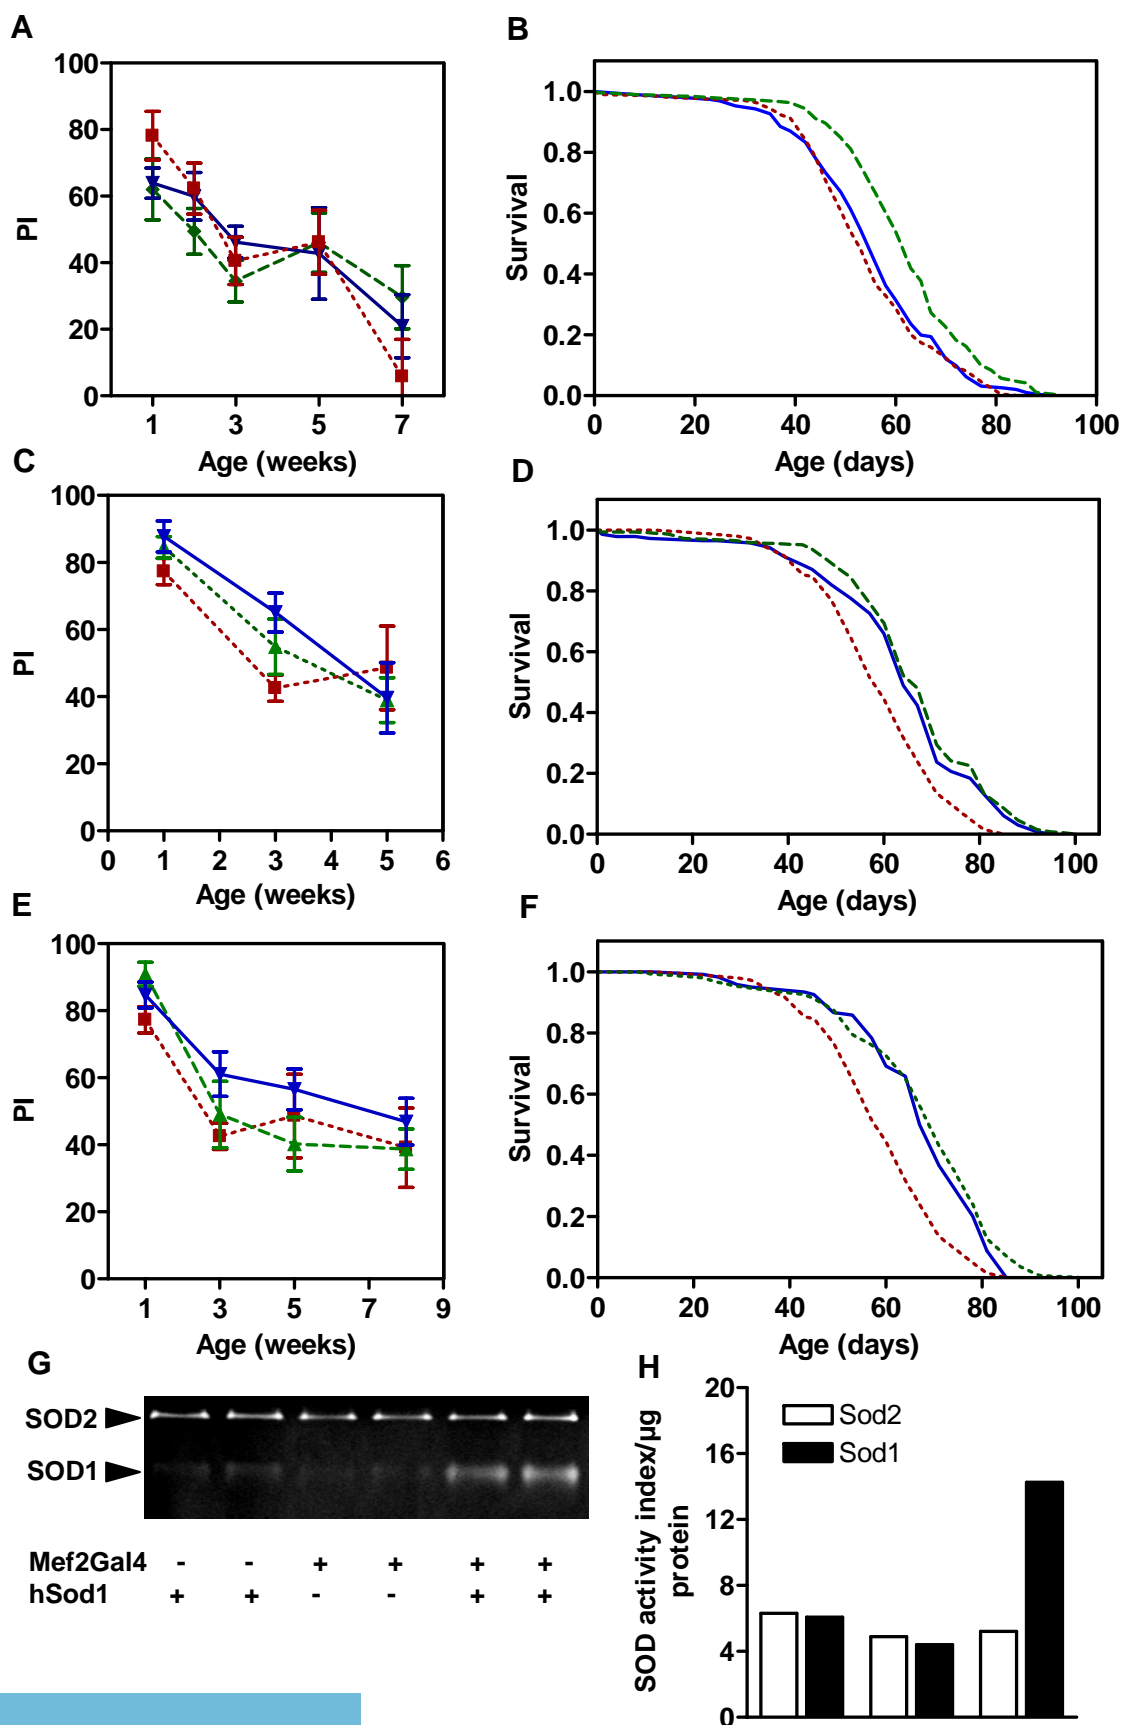 A
100
80
60
40
20
0
PI
1 3 5 7
Age (weeks)
B
1.0
0.8
0.6
0.4
0.2
0.0
Survival
0 20 40 60 80 100
Age (days)
C
100
80
60
40
20
0
PI
0 1 2 3 4 5 6
Age (weeks)
D
1.0
0.8
0.6
0.4
0.2
0.0
Survival
0 20 40 60 80 100
Age (days)
E
100
80
60
40
20
0
PI
1 3 5 7 9
Age (weeks)
F
1.0
0.8
0.6
0.4
0.2
0.0
Survival
0 20 40 60 80 100
Age (days)
G
SOD2
SOD1
Mef2Gal4 - - + + + +
hSod1 + + - - + +
H
20
16
12
8
4
0
SOD activity index/µg
protein
Sod2
Sod1